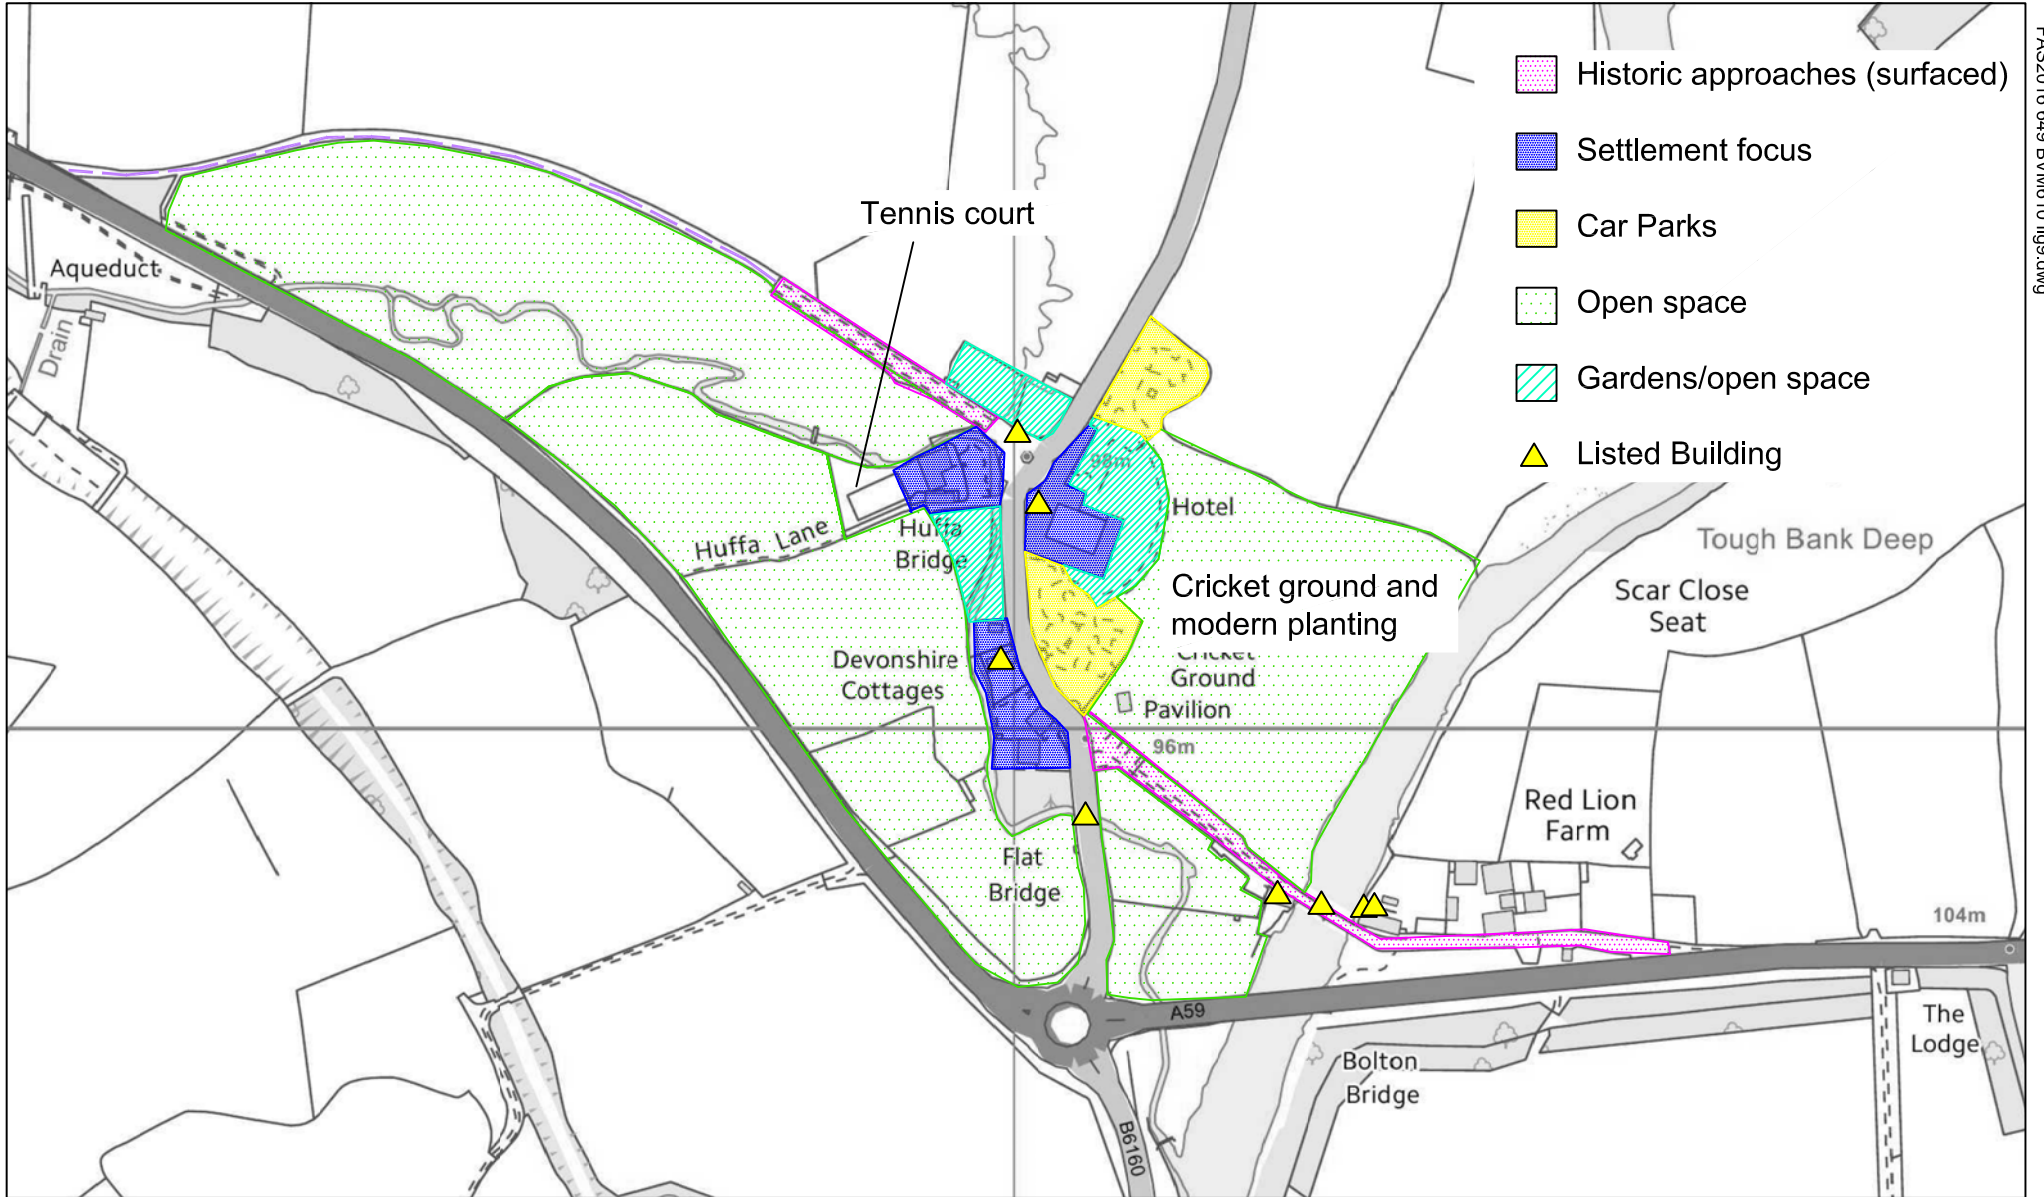 Historic approaches (surfaced)
Settlement focus
Car Parks
Open space
Gardens/open space
Listed Building
Tennis court
Aqueduct
Drain
98m
Hotel
Huffa Lane
Huffa
Bridge
Tough Bank Deep
Scar Close
Seat
Cricket ground and
modern planting
Cricket
Ground
Pavilion
Devonshire
Cottages
96m
Red Lion
Farm
Flat
Bridge
104m
A59
The
Lodge
Bolton
Bridge
B6160